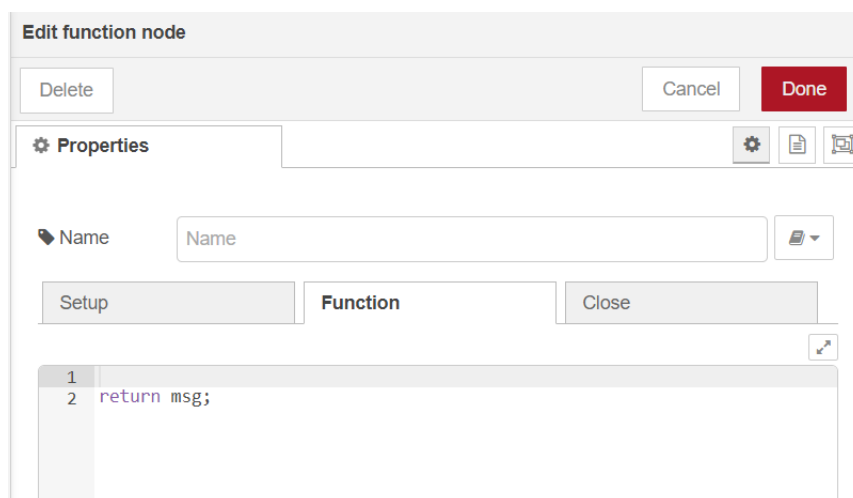 Edit function node
Delete Cancel Done
Properties
Name Name
Setup Function Close
1
2 return msg;